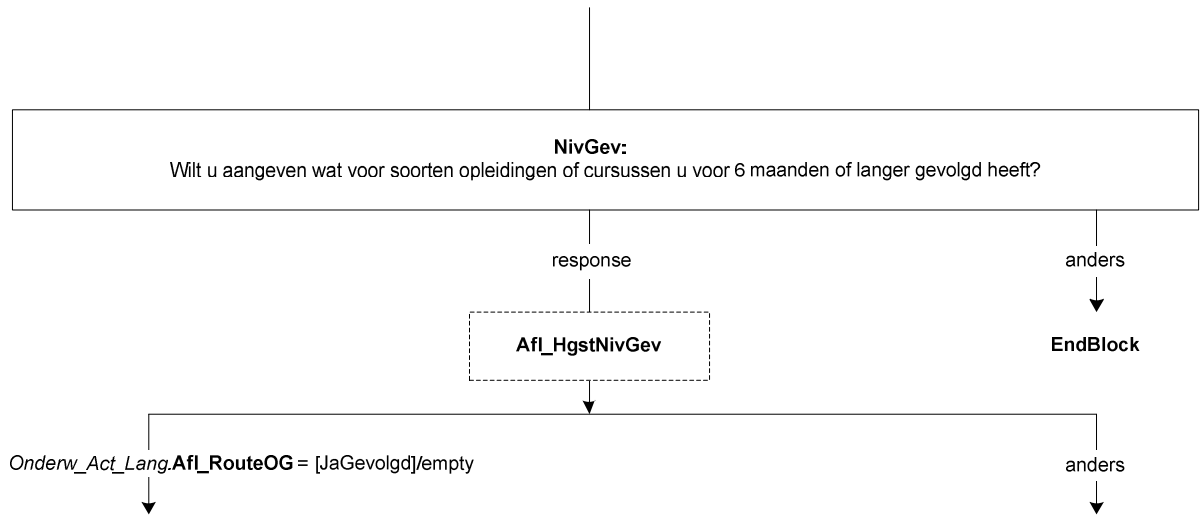 NivGev:
Wilt u aangeven wat voor soorten opleidingen of cursussen u voor 6 maanden of langer gevolgd heeft?
response
anders
Afl_HgstNivGev
EndBlock
Onderw_Act_Lang.Afl_RouteOG = [JaGevolgd]/empty
anders